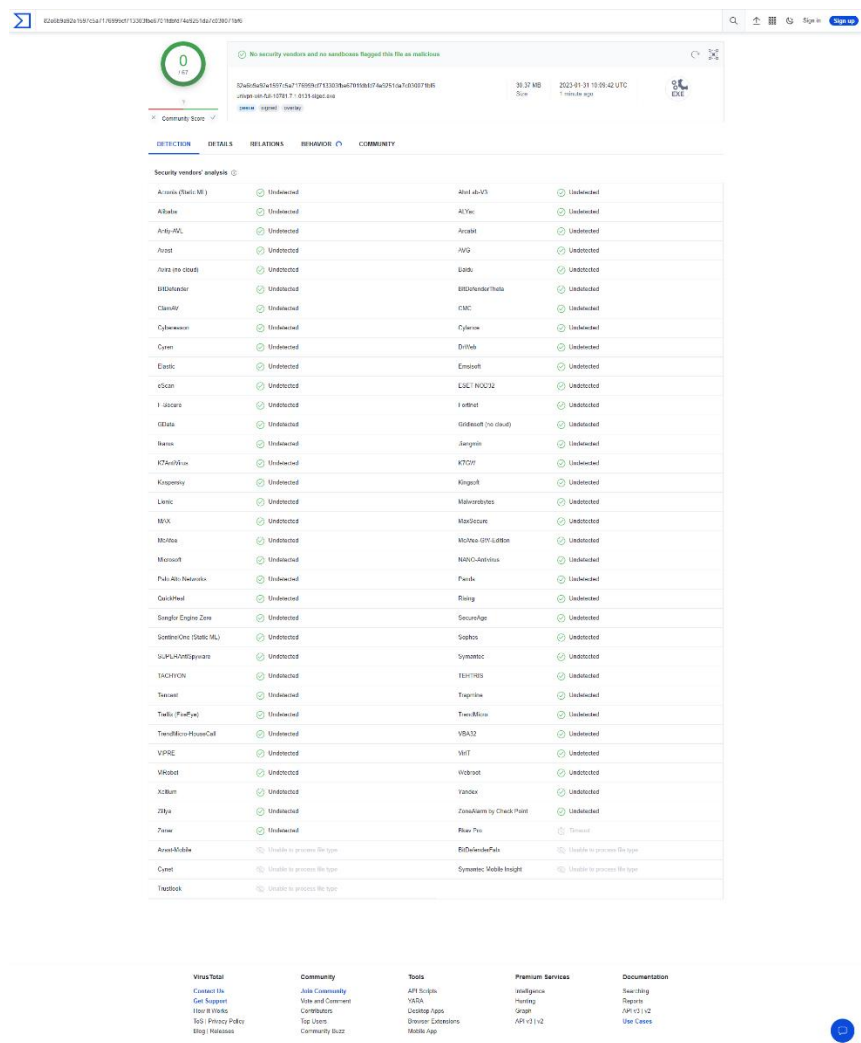 Sign in
Sign up
0
/ 67
Community Score
No security vendors and no sandboxes flagged this file as malicious
30.37 MB
Size
2023-01-31 10:09:42 UTC
1 minute ago
EXE
peexe signed overlay
DETECTION DETAILS RELATIONS BEHAVIOR COMMUNITY
Security vendors' analysis
Acronis (Static ML) Undetected AhnLab-V3 Undetected
Alibaba Undetected ALYac Undetected
Antiy-AVL Undetected Arcabit Undetected
Avast Undetected AVG Undetected
Avira (no cloud) Undetected Baidu Undetected
BitDefender Undetected BitDefenderTheta Undetected
ClamAV Undetected CMC Undetected
Cybereason Undetected Cylance Undetected
Cyren Undetected DrWeb Undetected
Elastic Undetected Emsisoft Undetected
eScan Undetected ESET-NOD32 Undetected
F-Secure Undetected Fortinet Undetected
GData Undetected Gridinsoft (no cloud) Undetected
Ikarus Undetected Jiangmin Undetected
K7AntiVirus Undetected K7GW Undetected
Kaspersky Undetected Kingsoft Undetected
Lionic Undetected Malwarebytes Undetected
MAX Undetected MaxSecure Undetected
McAfee Undetected McAfee-GW-Edition Undetected
Microsoft Undetected NANO-Antivirus Undetected
Palo Alto Networks Undetected Panda Undetected
QuickHeal Undetected Rising Undetected
Sangfor Engine Zero Undetected SecureAge Undetected
SentinelOne (Static ML) Undetected Sophos Undetected
SUPERAntiSpyware Undetected Symantec Undetected
TACHYON Undetected TEHTRIS Undetected
Tencent Undetected Trapmine Undetected
Trellix (FireEye) Undetected TrendMicro Undetected
TrendMicro-HouseCall Undetected VBA32 Undetected
VIPRE Undetected VirIT Undetected
ViRobot Undetected Webroot Undetected
Xcitium Undetected Yandex Undetected
Zillya Undetected ZoneAlarm by Check Point Undetected
Zoner Undetected Bkav Pro Timeout
Avast-Mobile Unable to process file type BitDefenderFalx Unable to process file type
Cynet Unable to process file type Symantec Mobile Insight Unable to process file type
Trustlook Unable to process file type
VirusTotal Community Tools Premium Services Documentation
Contact Us Join Community API Scripts Intelligence Searching
Get Support Vote and Comment YARA Hunting Reports
How It Works Contributors Desktop Apps Graph API v3 | v2
ToS | Privacy Policy Top Users Browser Extensions API v3 | v2 Use Cases
Blog | Releases Community Buzz Mobile App